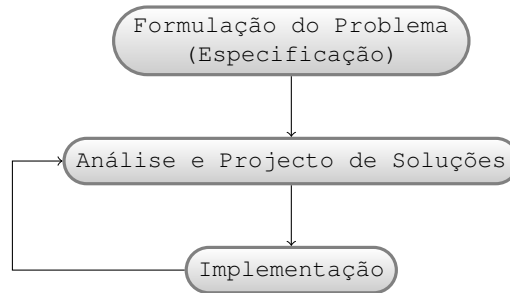 Formulação do Problema
(Especificação)
Análise e Projecto de Soluções
Implementação